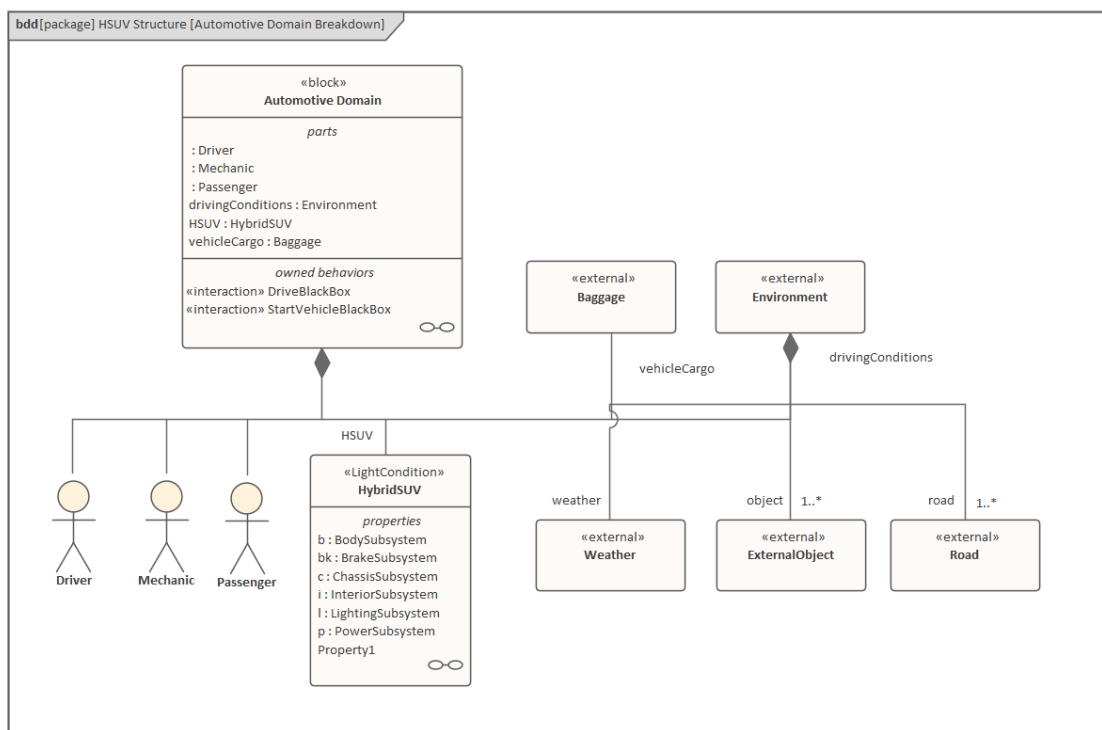 bdd [package] HSUV Structure [Automotive Domain Breakdown]
«block»
Automotive Domain
parts
: Driver
: Mechanic
: Passenger
drivingConditions : Environment
HSUV : HybridSUV
vehicleCargo : Baggage
owned behaviors
«interaction» DriveBlackBox
«interaction» StartVehicleBlackBox
«external»
Baggage
«external»
Environment
vehicleCargo
drivingConditions
HSUV
Driver
Mechanic
Passenger
«LightCondition»
HybridSUV
properties
b : BodySubsystem
bk : BrakeSubsystem
c : ChassisSubsystem
i : InteriorSubsystem
l : LightingSubsystem
p : PowerSubsystem
Property1
weather
object
1..*
road
1..*
«external»
Weather
«external»
ExternalObject
«external»
Road